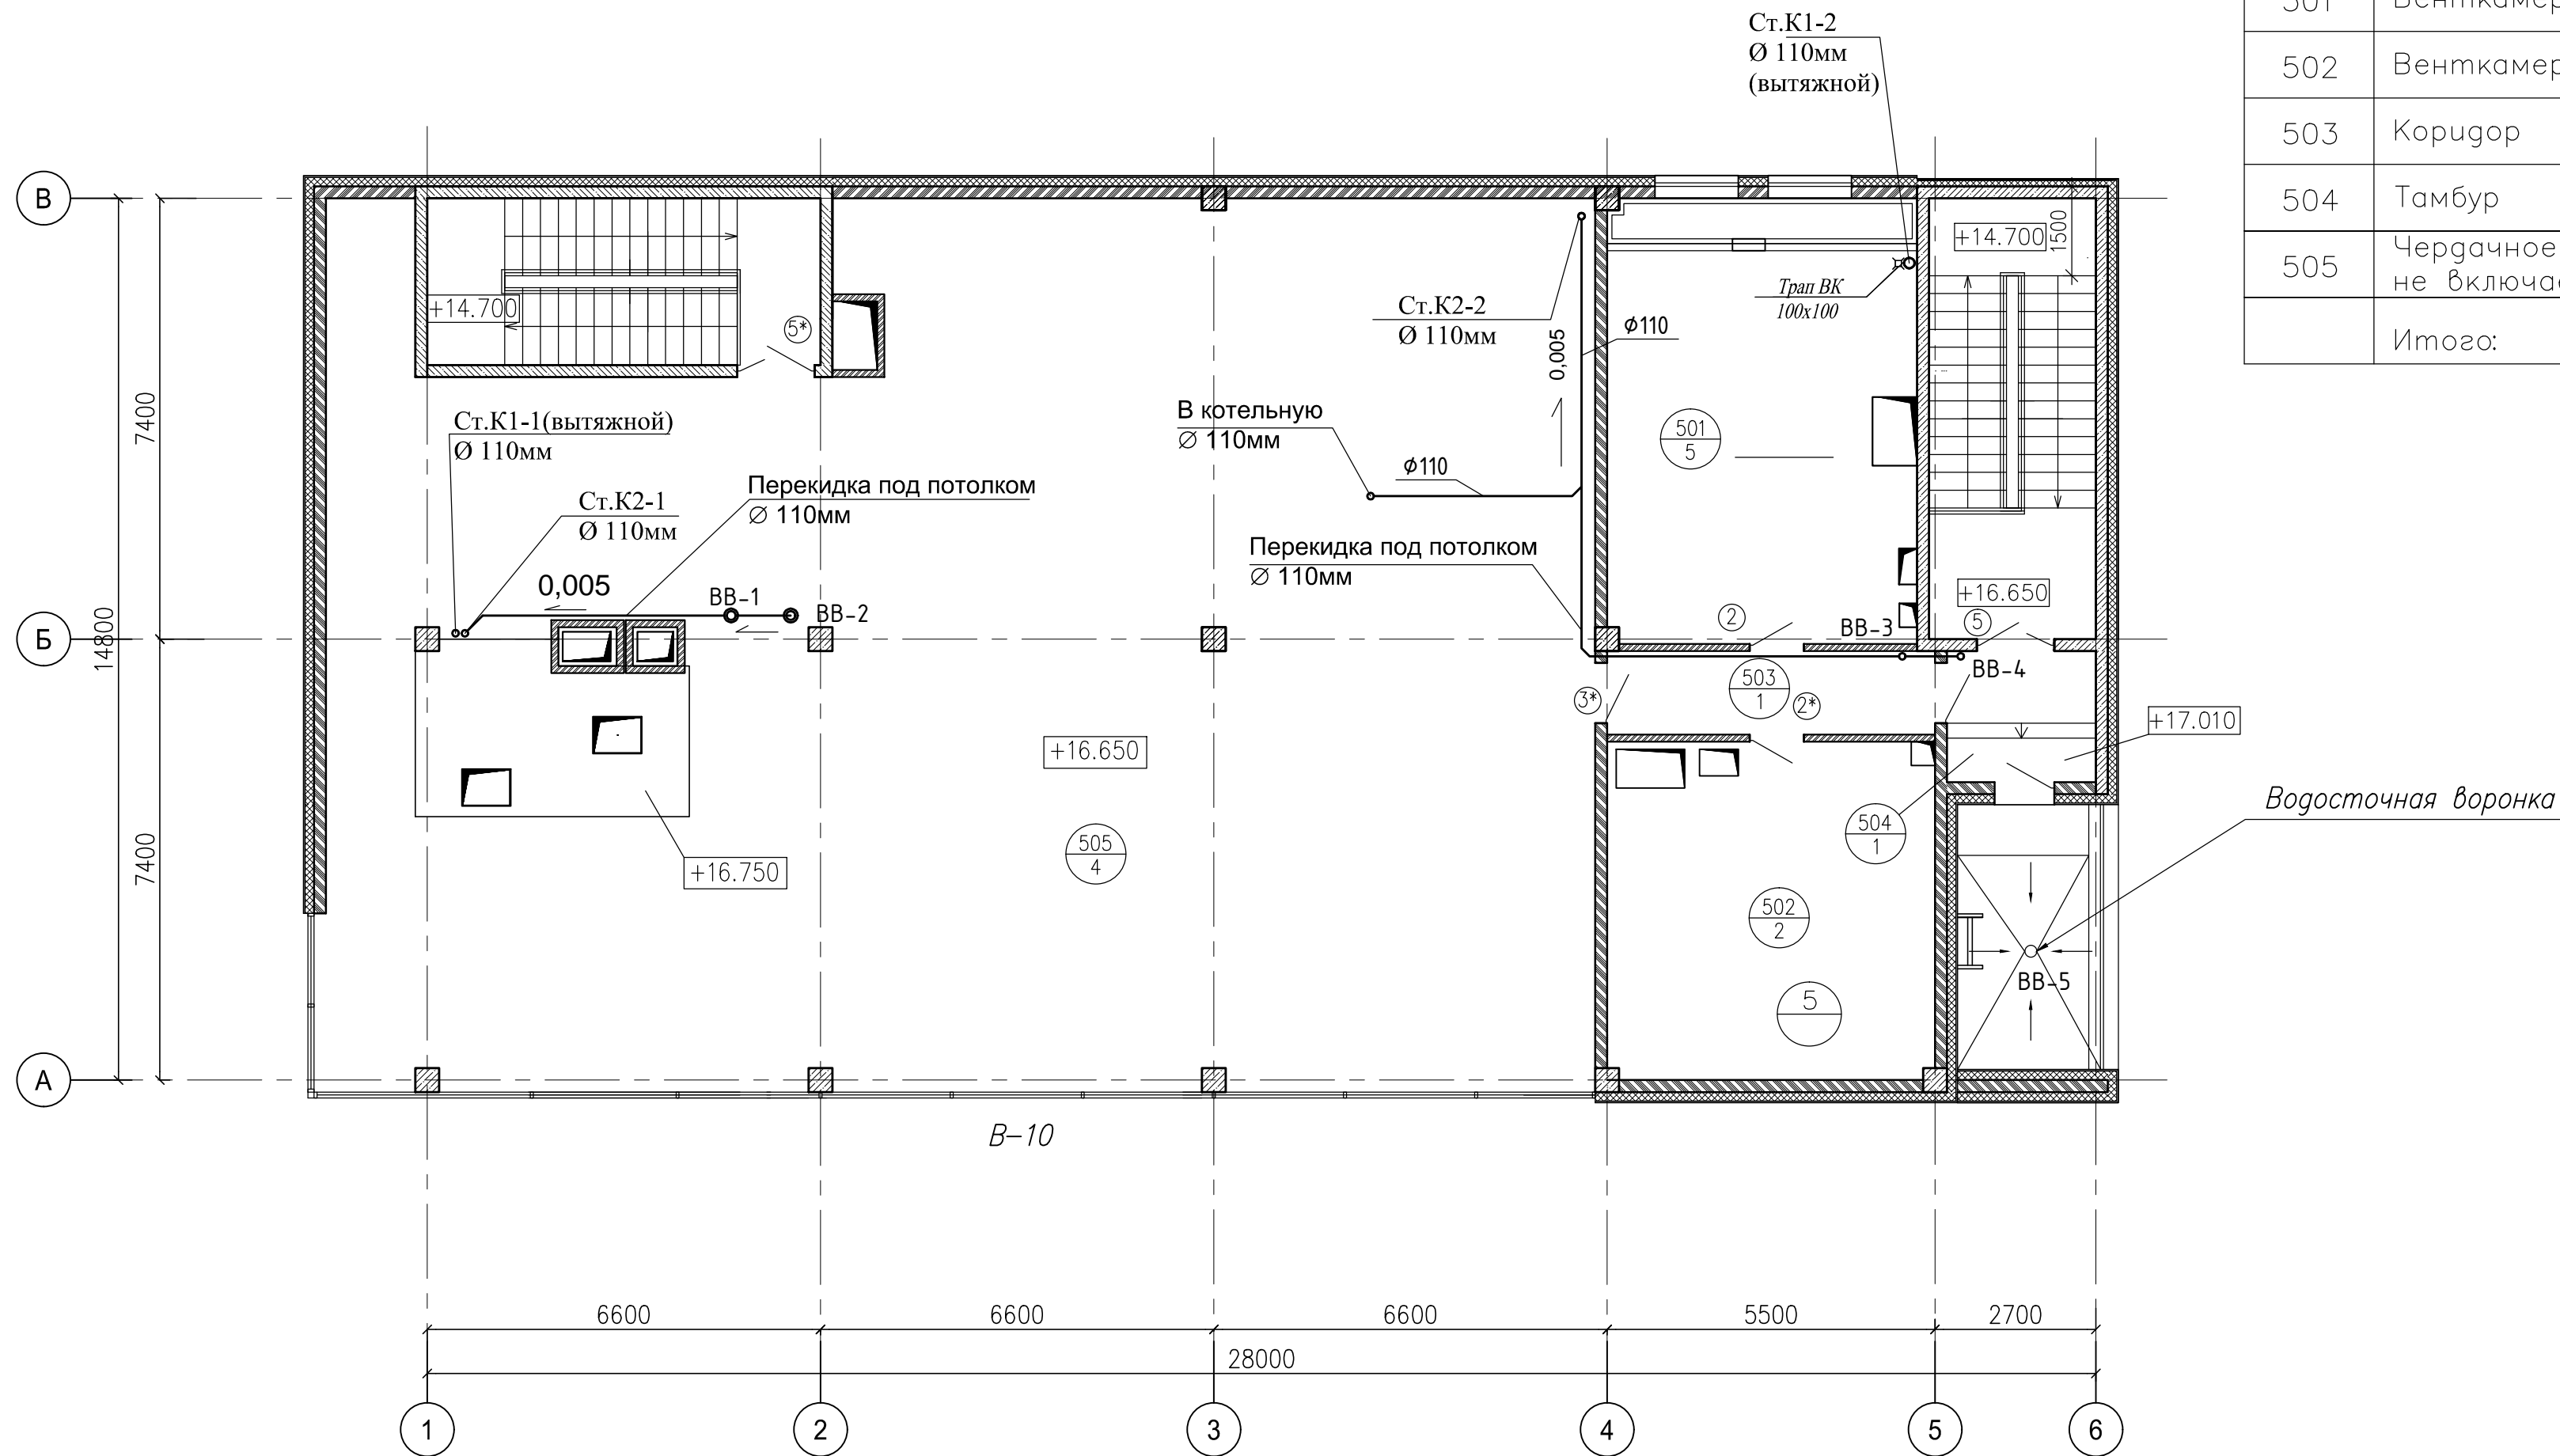 Ст.К1-2
Ø 110мм
(вытяжной)
501
502
503 Коридор
504 Тамбур
505 Чердачное
Итого:
В
Б
А
7400
7400
14800
+14.700
5*
Ст.К1-1(вытяжной)
Ø 110мм
Ст.К2-1
Ø 110мм
Перекидка под потолком
∅ 110мм
0,005
ВВ-1
ВВ-2
+16.750
+16.650
505
4
В котельную
∅ 110мм
ϕ110
Ст.К2-2
Ø 110мм
0,005
ϕ110
Перекидка под потолком
∅ 110мм
Трап ВК
100х100
501
5
2
ВВ-3
+14.700
1500
+16.650
5
ВВ-4
503
1
3*
2*
+17.010
504
1
502
2
5
Водосточная воронка
ВВ-5
В-10
6600
6600
6600
5500
2700
28000
1
2
3
4
5
6